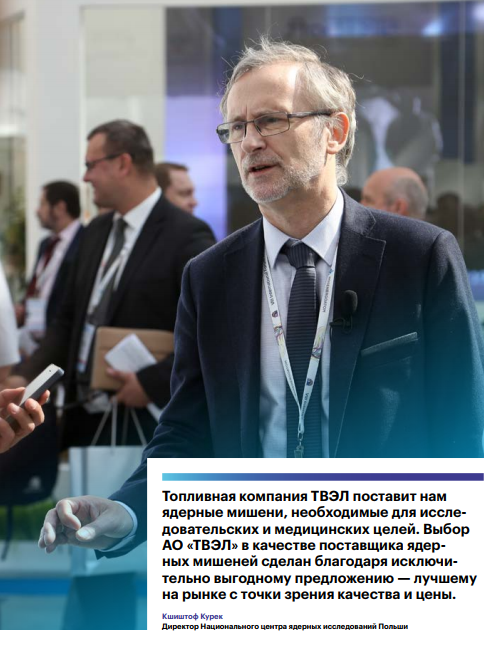 Топливная компания ТВЭЛ поставит нам
ядерные мишени, необходимые для иссле-
довательских и медицинских целей. Выбор
АО «ТВЭЛ» в качестве поставщика ядер-
ных мишеней сделан благодаря исключи-
тельно выгодному предложению — лучшему
на рынке с точки зрения качества и цены.
Кшиштоф Курек
Директор Национального центра ядерных исследований Польши